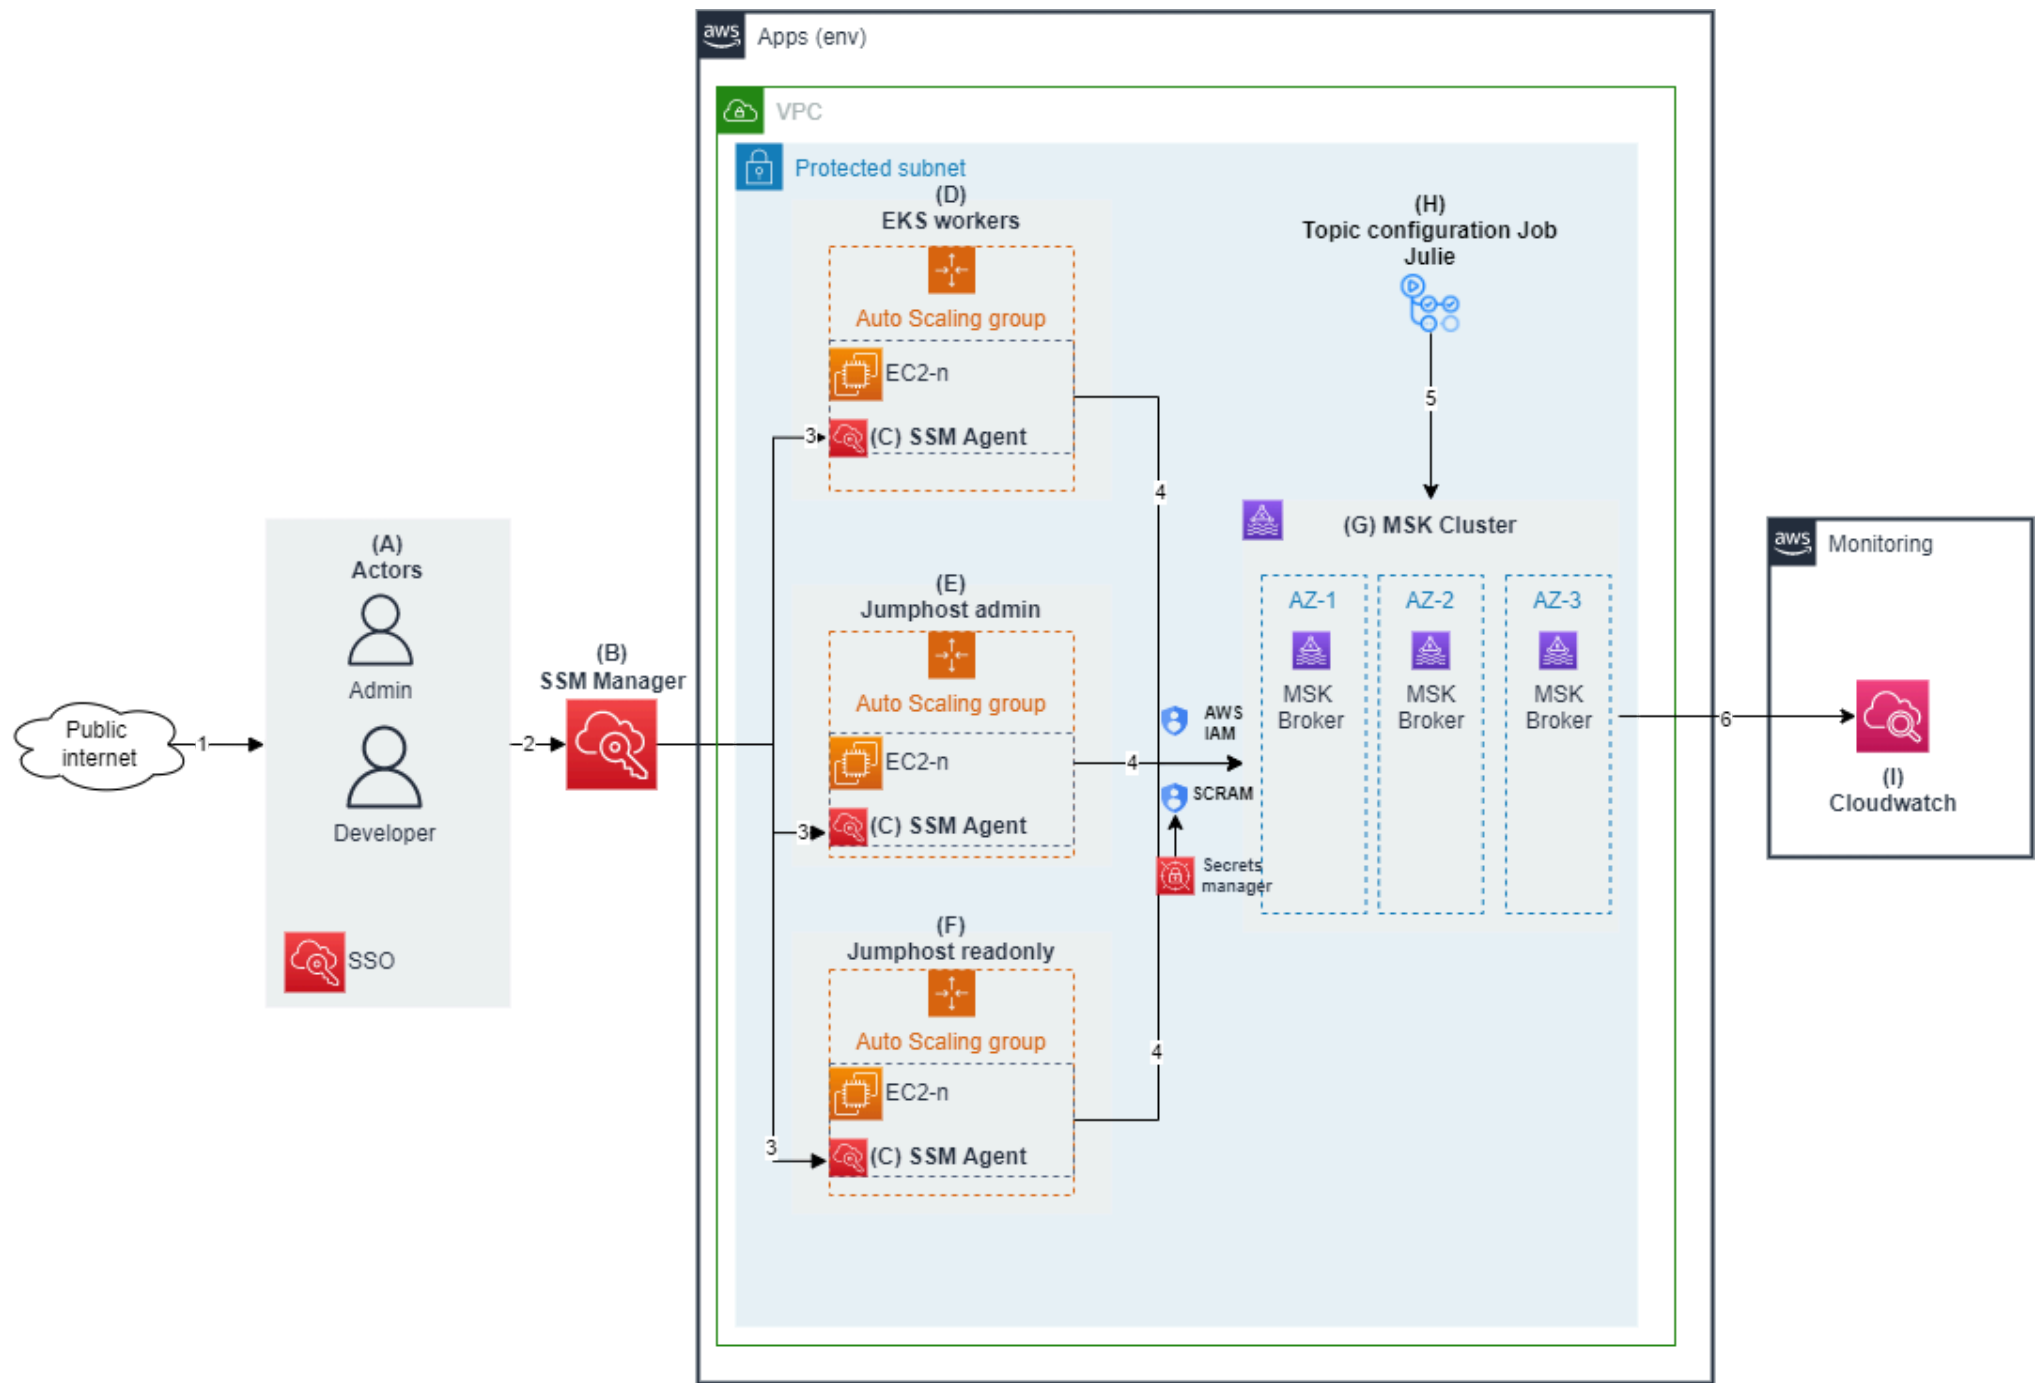 aws
Apps (env)
VPC
Protected subnet
(D)
EKS workers
Auto Scaling group
EC2-n
(C) SSM Agent
(H)
Topic configuration Job
Julie
3
4
5
(A)
Actors
Admin
Developer
SSO
Public
internet
1
2
(B)
SSM Manager
(E)
Jumphost admin
Auto Scaling group
EC2-n
(C) SSM Agent
3
4
AWS
IAM
SCRAM
Secrets
manager
(G) MSK Cluster
AZ-1
MSK
Broker
AZ-2
MSK
Broker
AZ-3
MSK
Broker
6
aws
Monitoring
(I)
Cloudwatch
(F)
Jumphost readonly
Auto Scaling group
EC2-n
(C) SSM Agent
3
4